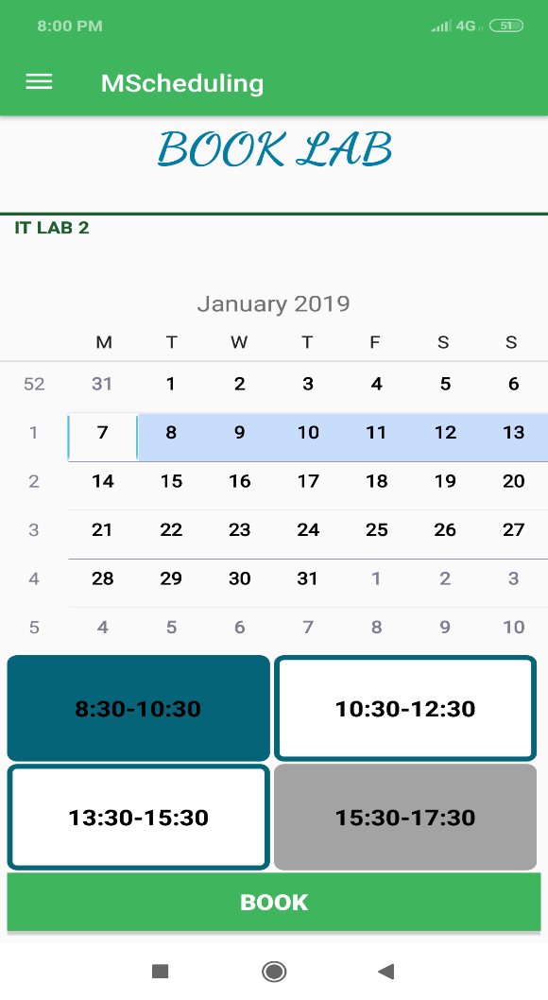 8:00 PM 4G 51
MScheduling
BOOK LAB
IT LAB 2
January 2019
M T W T F S S
52 31 1 2 3 4 5 6
1 7 8 9 10 11 12 13
2 14 15 16 17 18 19 20
3 21 22 23 24 25 26 27
4 28 29 30 31 1 2 3
5 4 5 6 7 8 9 10
8:30-10:30 10:30-12:30
13:30-15:30 15:30-17:30
BOOK